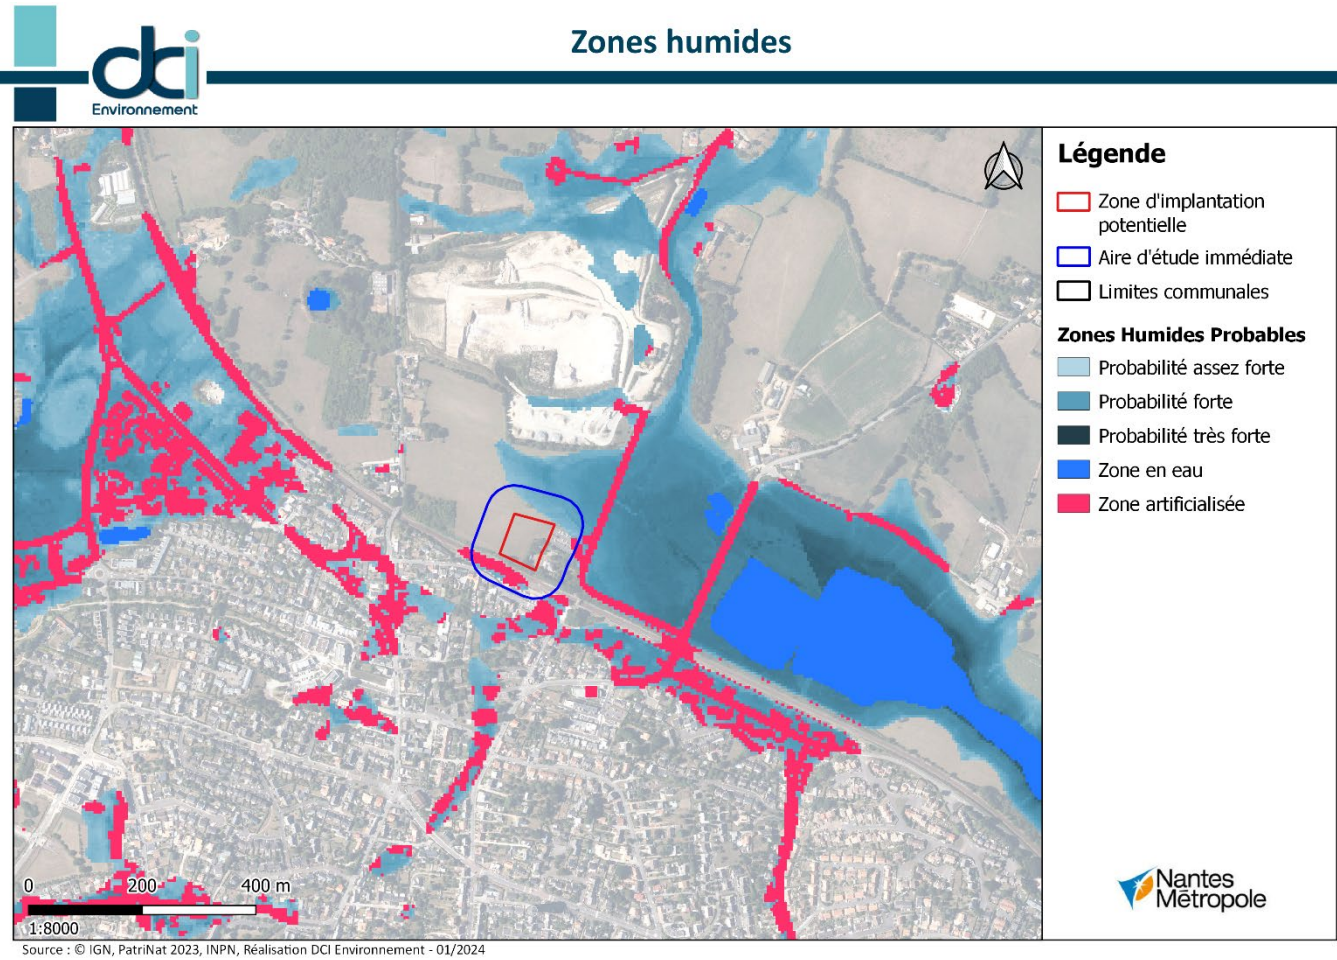 Zones humides
dci
Environnement
Légende
Zone d'implantation
potentielle
Aire d'étude immédiate
Limites communales
Zones Humides Probables
Probabilité assez forte
Probabilité forte
Probabilité très forte
Zone en eau
Zone artificialisée
Nantes
Métropole
0 200 400 m
1:8000
Source : © IGN, PatriNat 2023, INPN, Réalisation DCI Environnement - 01/2024